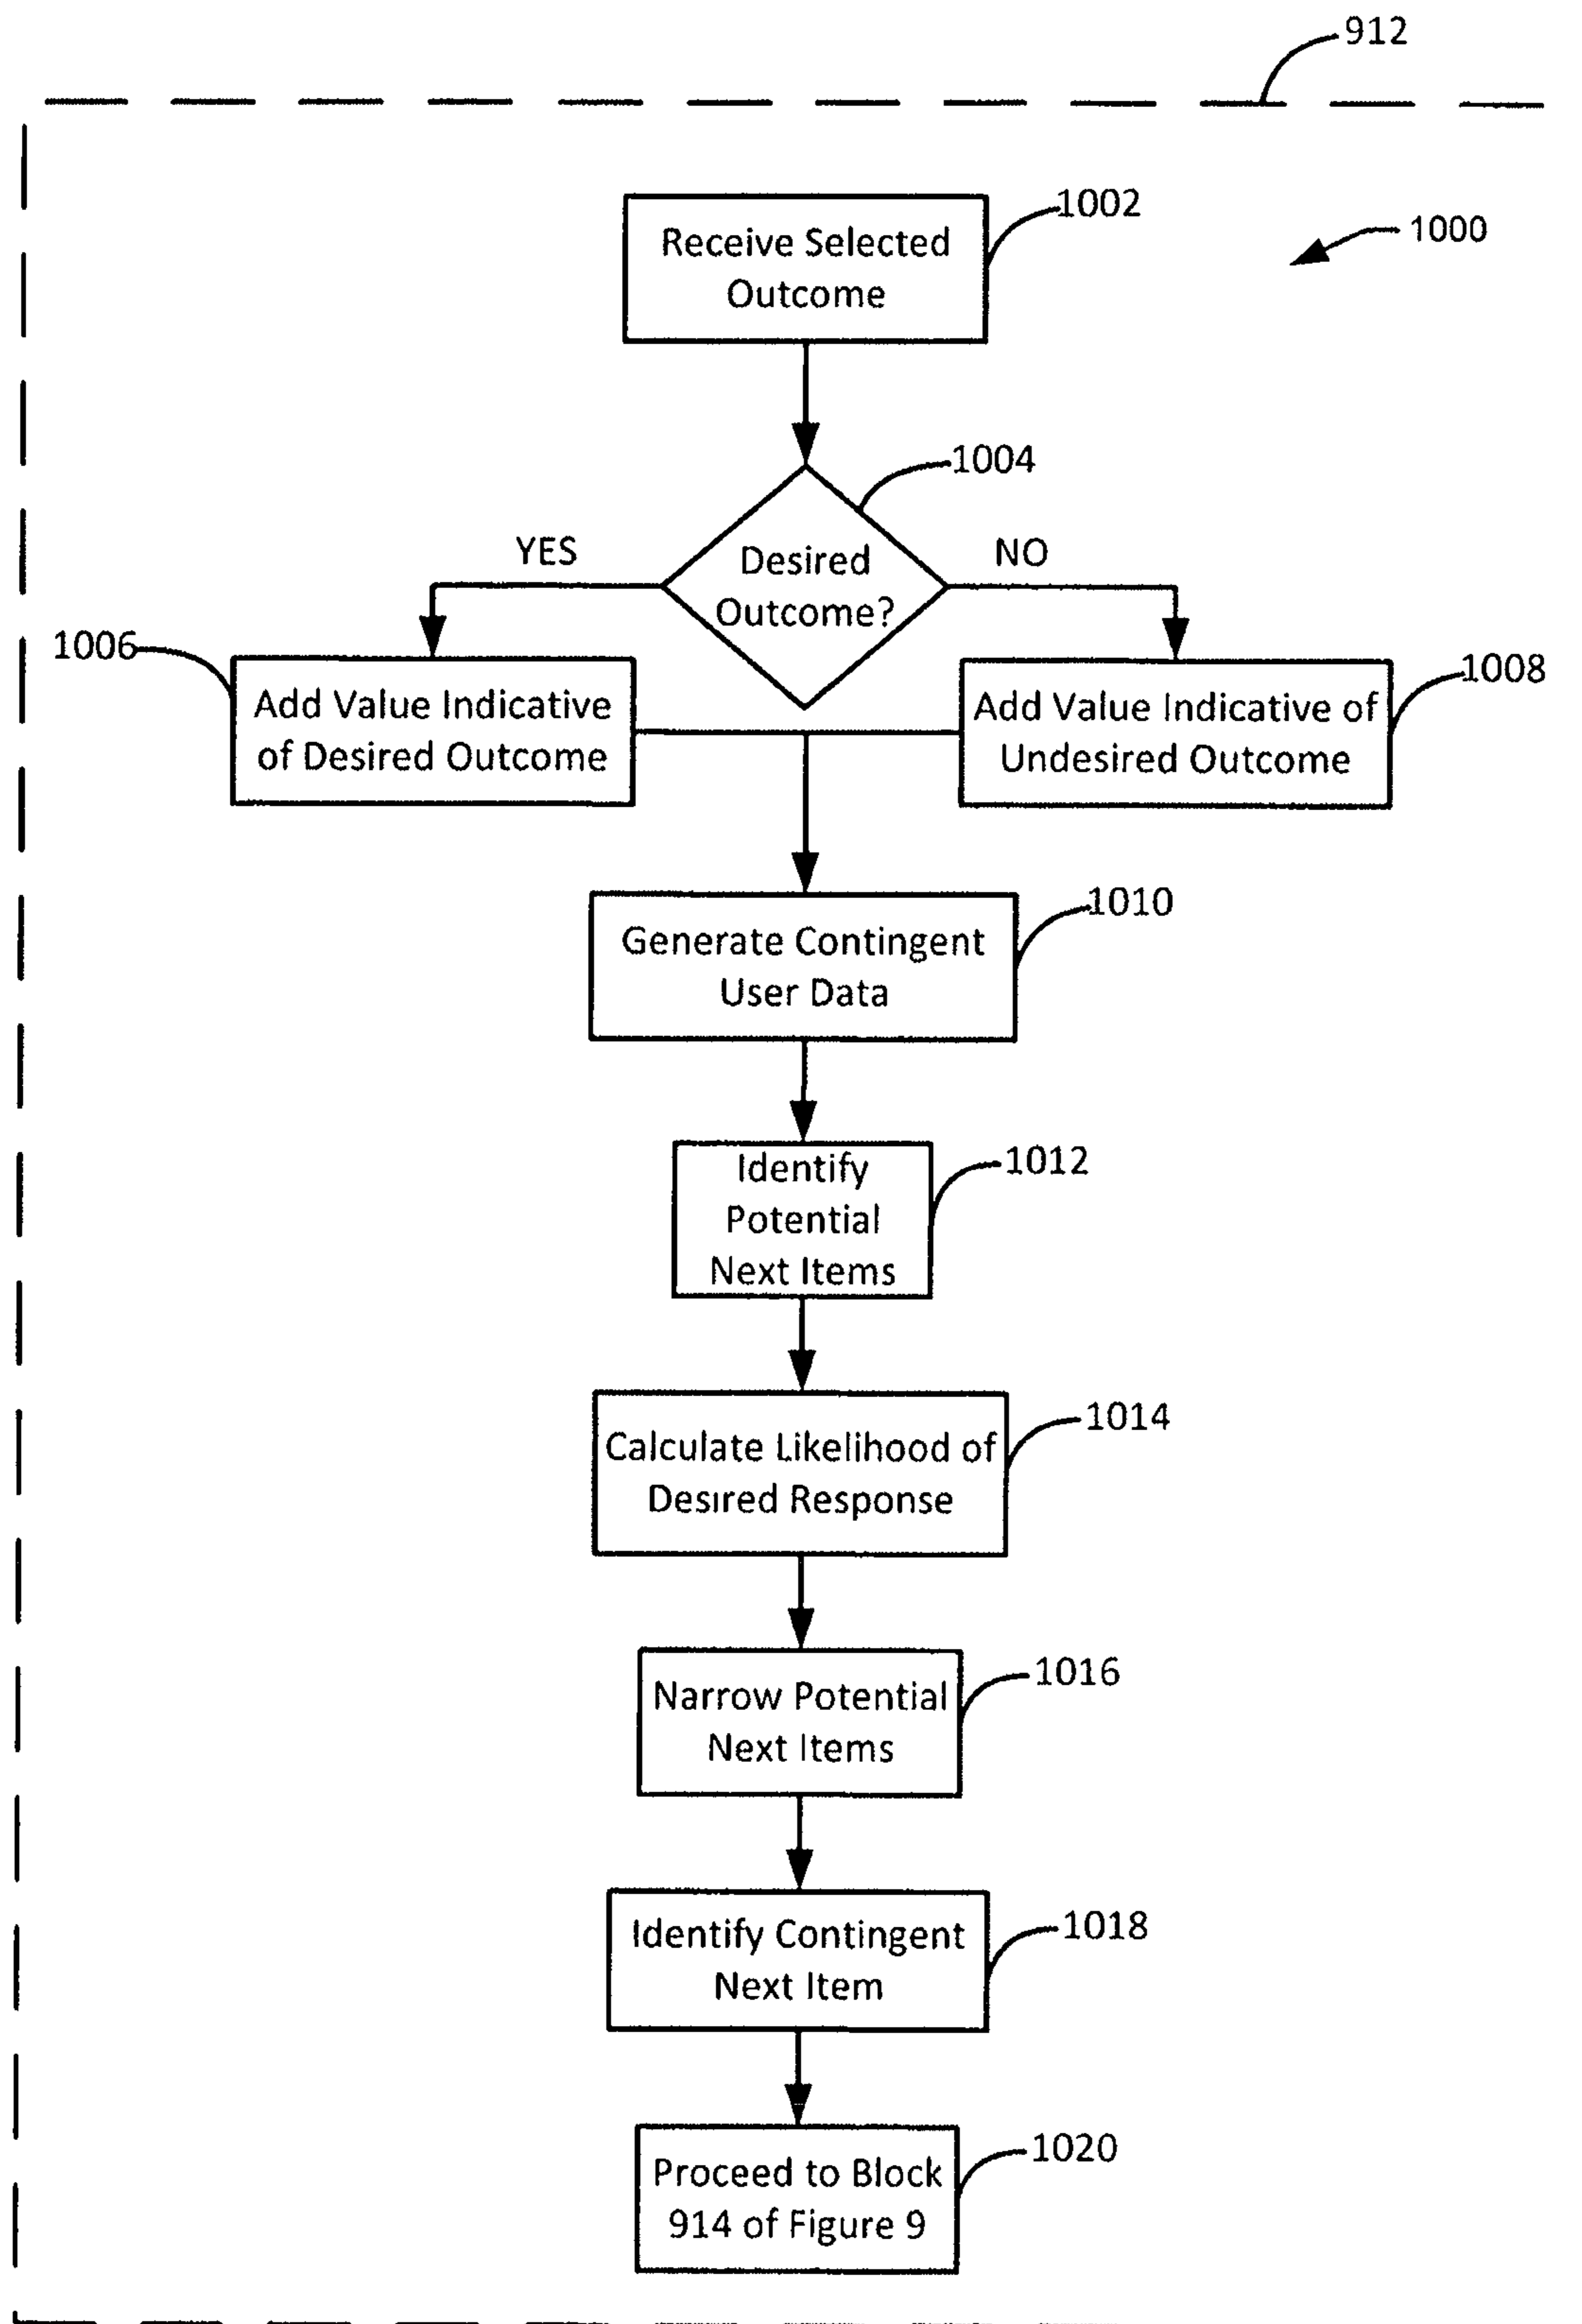 912
1002
Receive Selected
Outcome
1000
1004
YES
NO
Desired
Outcome?
1006
Add Value Indicative
of Desired Outcome
1008
Add Value Indicative of
Undesired Outcome
1010
Generate Contingent
User Data
1012
Identify
Potential
Next Items
1014
Calculate Likelihood of
Desired Response
1016
Narrow Potential
Next Items
1018
Identify Contingent
Next Item
1020
Proceed to Block
914 of Figure 9